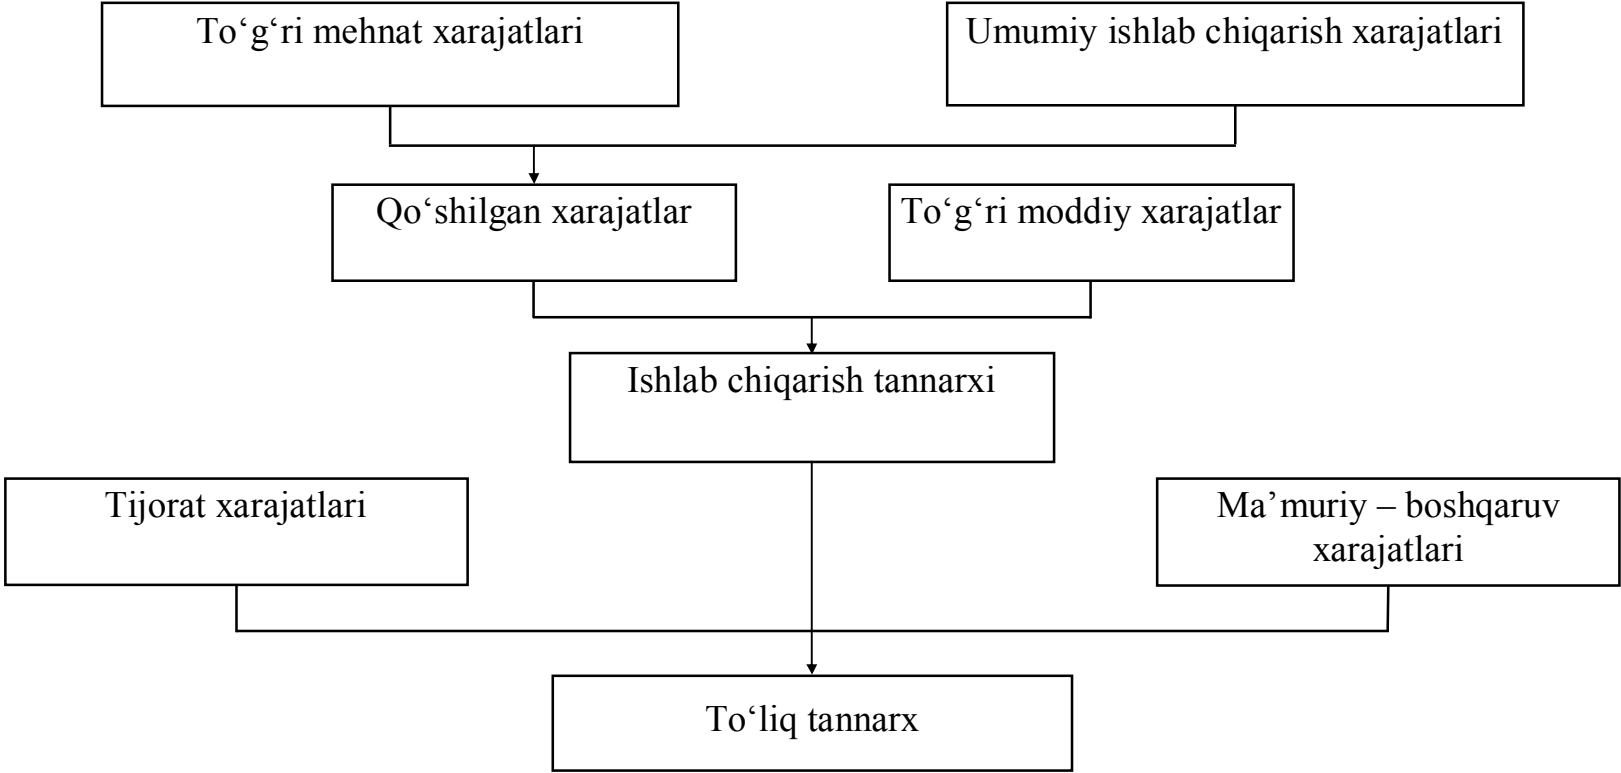 To‘g‘ri mehnat xarajatlari
Umumiy ishlab chiqarish xarajatlari
Qo‘shilgan xarajatlar
To‘g‘ri moddiy xarajatlar
Ishlab chiqarish tannarxi
Tijorat xarajatlari
Ma’muriy – boshqaruv
xarajatlari
To‘liq tannarx